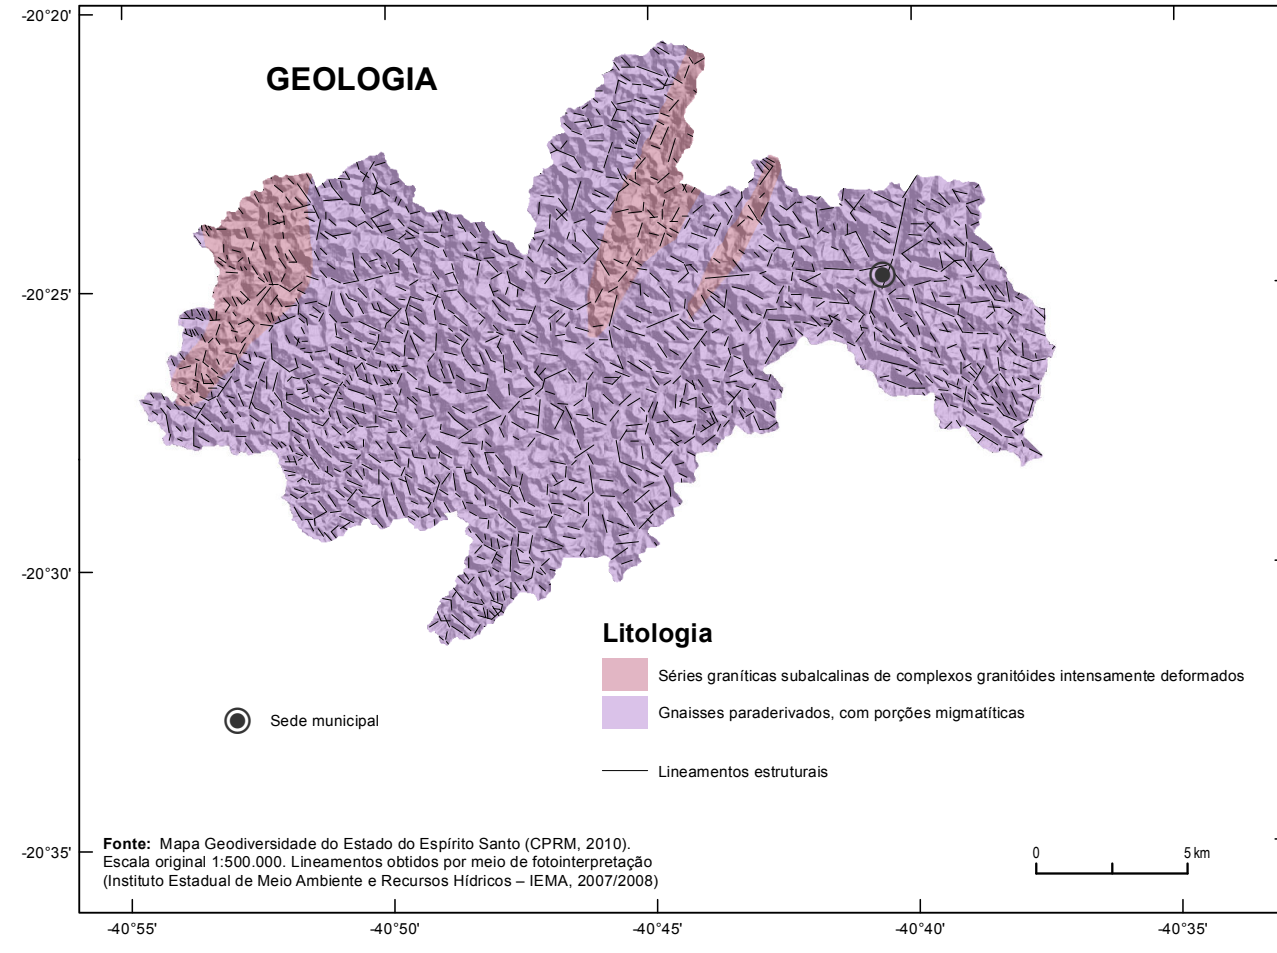 -20°20'
GEOLOGIA
-20°25'
-20°30'
Litologia
Séries graníticas subalcalinas de complexos granitóides intensamente deformados
Gnaisses paraderivados, com porções migmatíticas
Sede municipal
Lineamentos estruturais
-20°35'
Fonte: Mapa Geodiversidade do Estado do Espírito Santo (CPRM, 2010).
Escala original 1:500.000. Lineamentos obtidos por meio de fotointerpretação
(Instituto Estadual de Meio Ambiente e Recursos Hídricos – IEMA, 2007/2008)
0 5 km
-40°55' -40°50' -40°45' -40°40' -40°35'